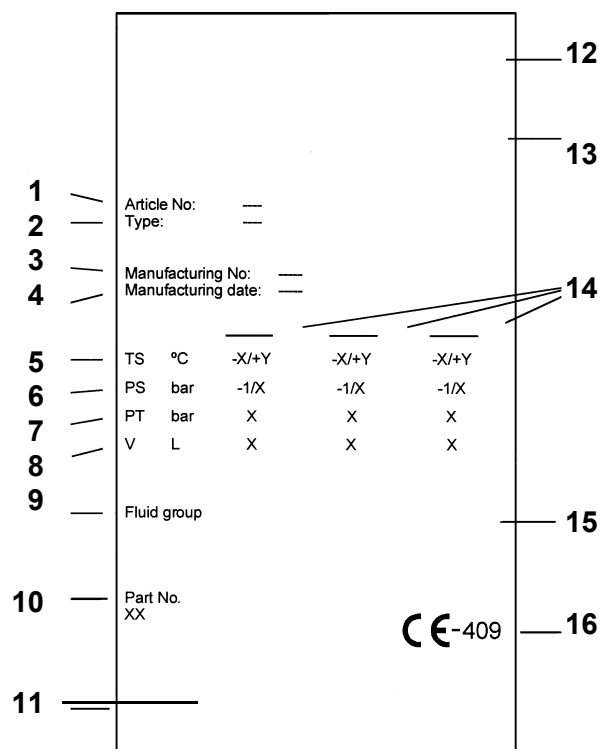 12
13
1
Article No: ----
2
Type: ----
3
Manufacturing No: ----
4
Manufacturing date: ----
14
5
TS ºC -X/+Y -X/+Y -X/+Y
6
PS bar -1/X -1/X -1/X
7
PT bar X X X
8
V L X X X
9
Fluid group
15
10
Part No.
XX
CE-409
16
11